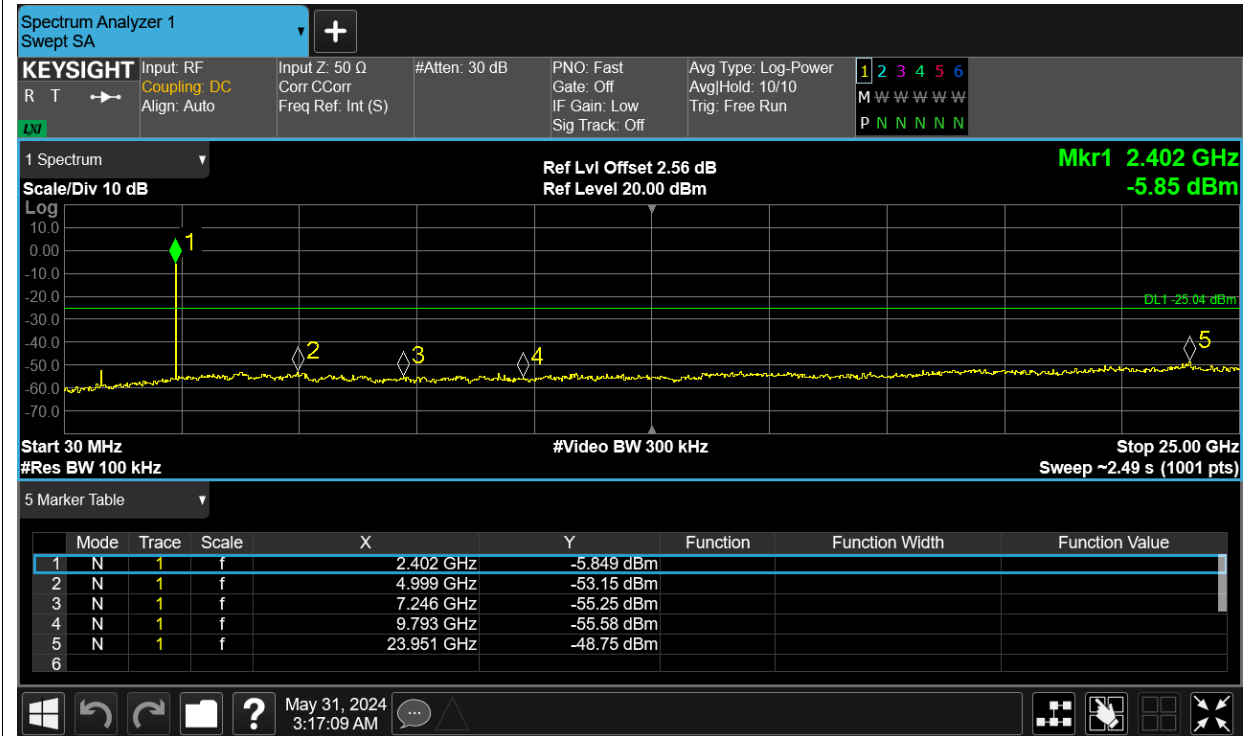 Spectrum Analyzer 1
Swept SA
+
KEYSIGHT
R T
LXI
Input: RF
Coupling: DC
Align: Auto
Input Z: 50 Ω
Corr CCorr
Freq Ref: Int (S)
#Atten: 30 dB
PNO: Fast
Gate: Off
IF Gain: Low
Sig Track: Off
Avg Type: Log-Power
Avg|Hold: 10/10
Trig: Free Run
1 2 3 4 5 6
M W W W W W
P N N N N N
1 Spectrum
Scale/Div 10 dB
Ref Lvl Offset 2.56 dB
Ref Level 20.00 dBm
Mkr1 2.402 GHz
-5.85 dBm
Log
10.0
0.00
-10.0
-20.0
-30.0
-40.0
-50.0
-60.0
-70.0
1
2
3
4
5
DL1 -25.04 dBm
Start 30 MHz
#Res BW 100 kHz
#Video BW 300 kHz
Stop 25.00 GHz
Sweep ~2.49 s (1001 pts)
5 Marker Table
Mode Trace Scale X Y Function Function Width Function Value
1 N 1 f 2.402 GHz -5.849 dBm
2 N 1 f 4.999 GHz -53.15 dBm
3 N 1 f 7.246 GHz -55.25 dBm
4 N 1 f 9.793 GHz -55.58 dBm
5 N 1 f 23.951 GHz -48.75 dBm
6
?
May 31, 2024
3:17:09 AM